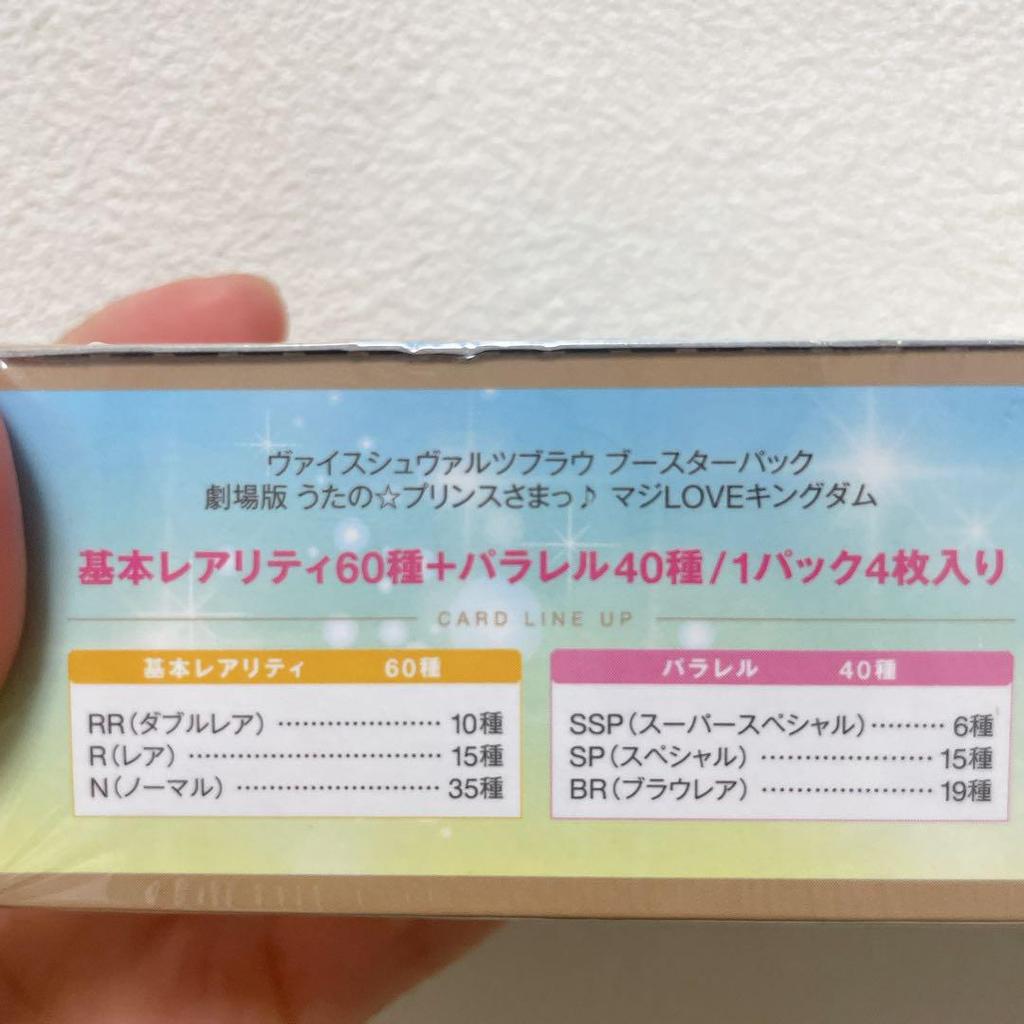 ヴァイスシュヴァルツブラウ ブースターパック
劇場版 うたの☆プリンスさまっ♪ マジLOVEキングダム
基本レアリティ60種+パラレル40種/1パック4枚入り
CARD LINE UP
基本レアリティ 60種
RR(ダブルレア) ………………… 10種
R(レア) ………………………… 15種
N(ノーマル) …………………… 35種
パラレル 40種
SSP(スーパースペシャル) ……… 6種
SP(スペシャル) ………………… 15種
BR(ブラウレア) ………………… 19種